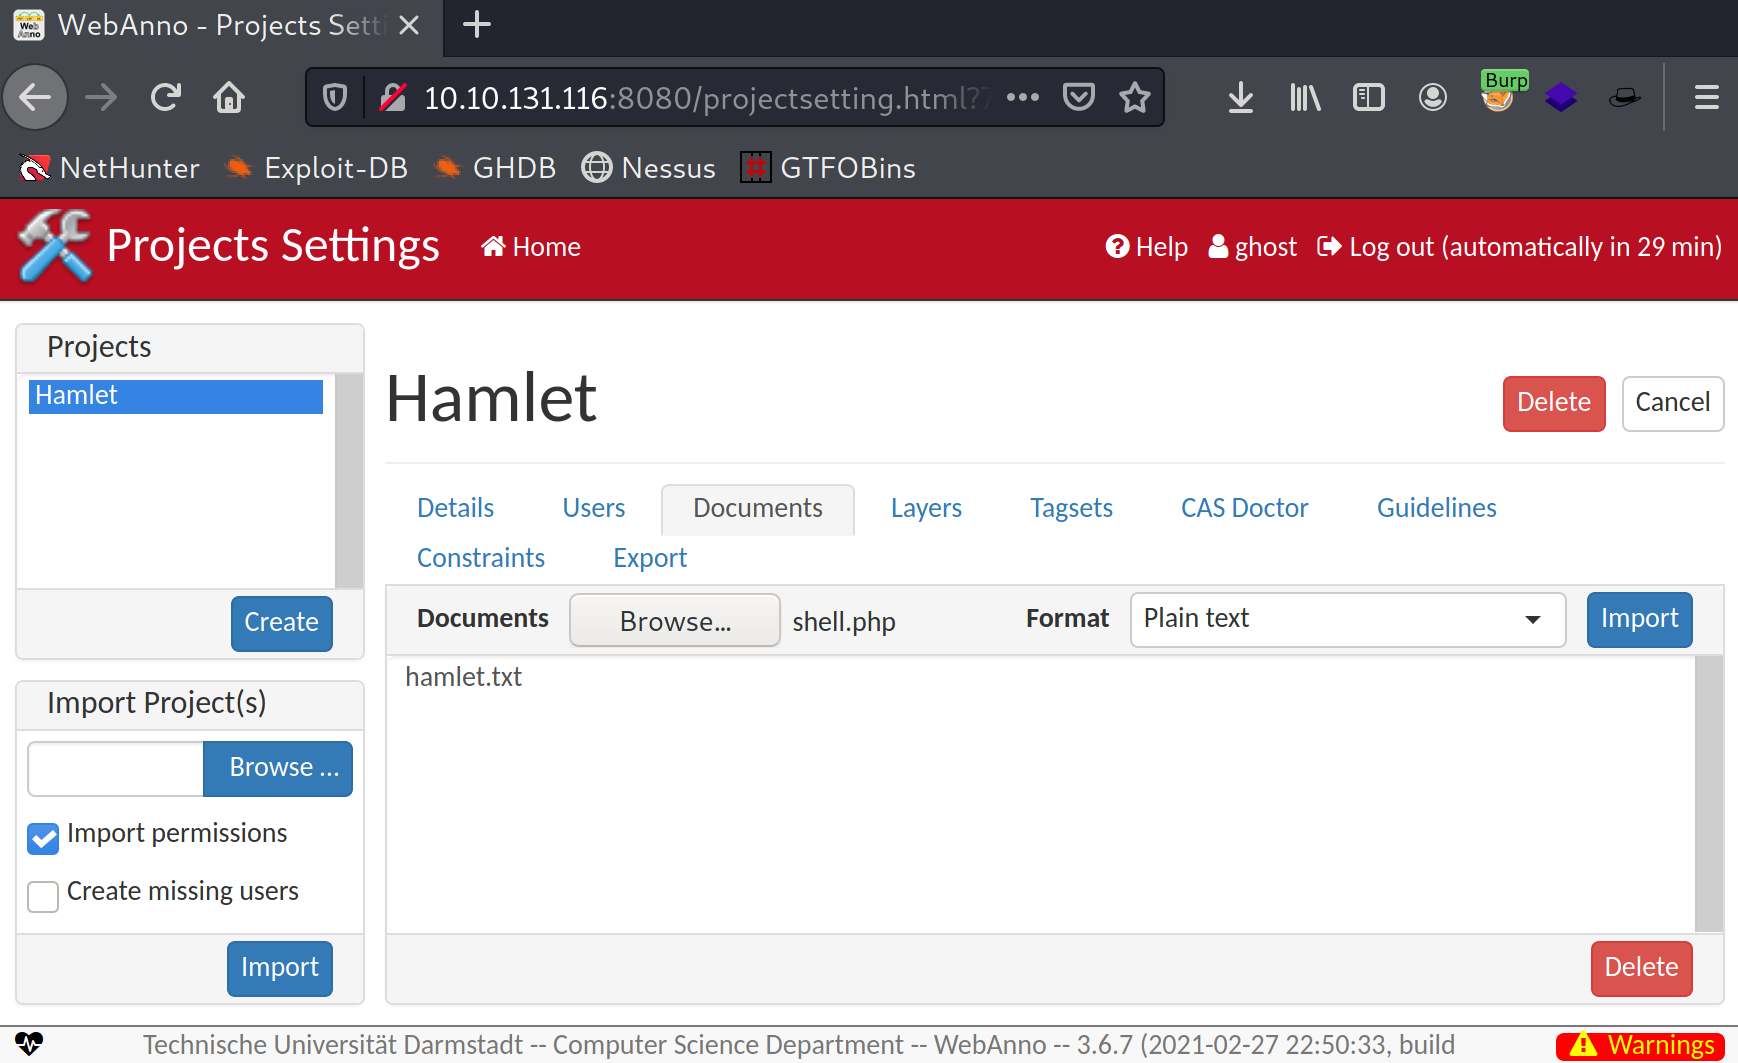 WebAnno - Projects Setti
10.10.131.116:8080/projectsetting.html?
Burp
NetHunter Exploit-DB GHDB Nessus GTFOBins
Projects Settings Home Help ghost Log out (automatically in 29 min)
Projects
Hamlet
Create
Import Project(s)
Browse ...
Import permissions
Create missing users
Import
Hamlet
Delete Cancel
Details Users Documents Layers Tagsets CAS Doctor Guidelines
Constraints Export
Documents Browse... shell.php Format Plain text Import
hamlet.txt
Delete
Technische Universität Darmstadt -- Computer Science Department -- WebAnno -- 3.6.7 (2021-02-27 22:50:33, build
Warnings